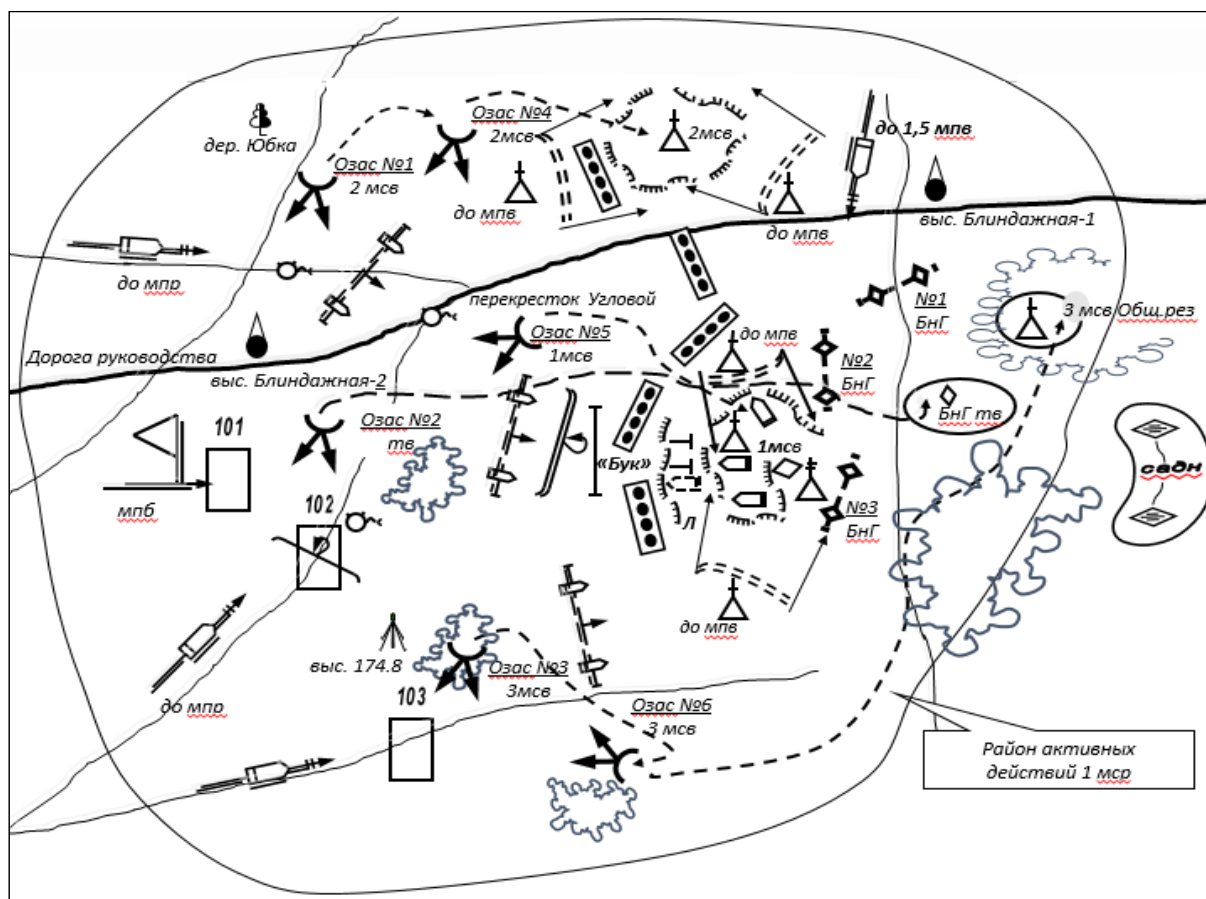 Озас №4
2мсв
2мсв
до 1,5 мпв
дер. Юбка
Озас №1
2 мсв
до мпв
до мпв
выс. Блиндажная-1
до мпр
№1
БнГ
перекресток Угловой
3 мсв Общ.рез
Озас №5
1мсв
до мпв
Дорога руководства
выс. Блиндажная-2
№2
БнГ
Озас №2
тв
БнГ тв
101
1мсв
«Бук»
свдн
мпб
102
№3
БнГ
Л
до мпв
выс. 174.8
Озас №3
3мсв
до мпр
103
Озас №6
3 мсв
Район активных
действий 1 мср